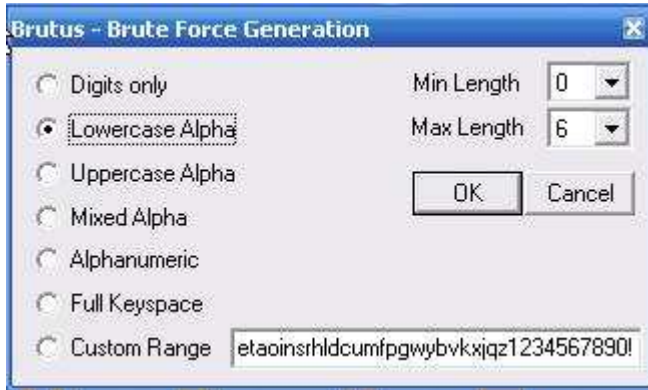 Brutus - Brute Force Generation
Digits only
Min Length 0
Lowercase Alpha
Max Length 6
Uppercase Alpha
OK Cancel
Mixed Alpha
Alphanumeric
Full Keyspace
Custom Range etaoinsrhldcumfpgwybvkxjqz1234567890!